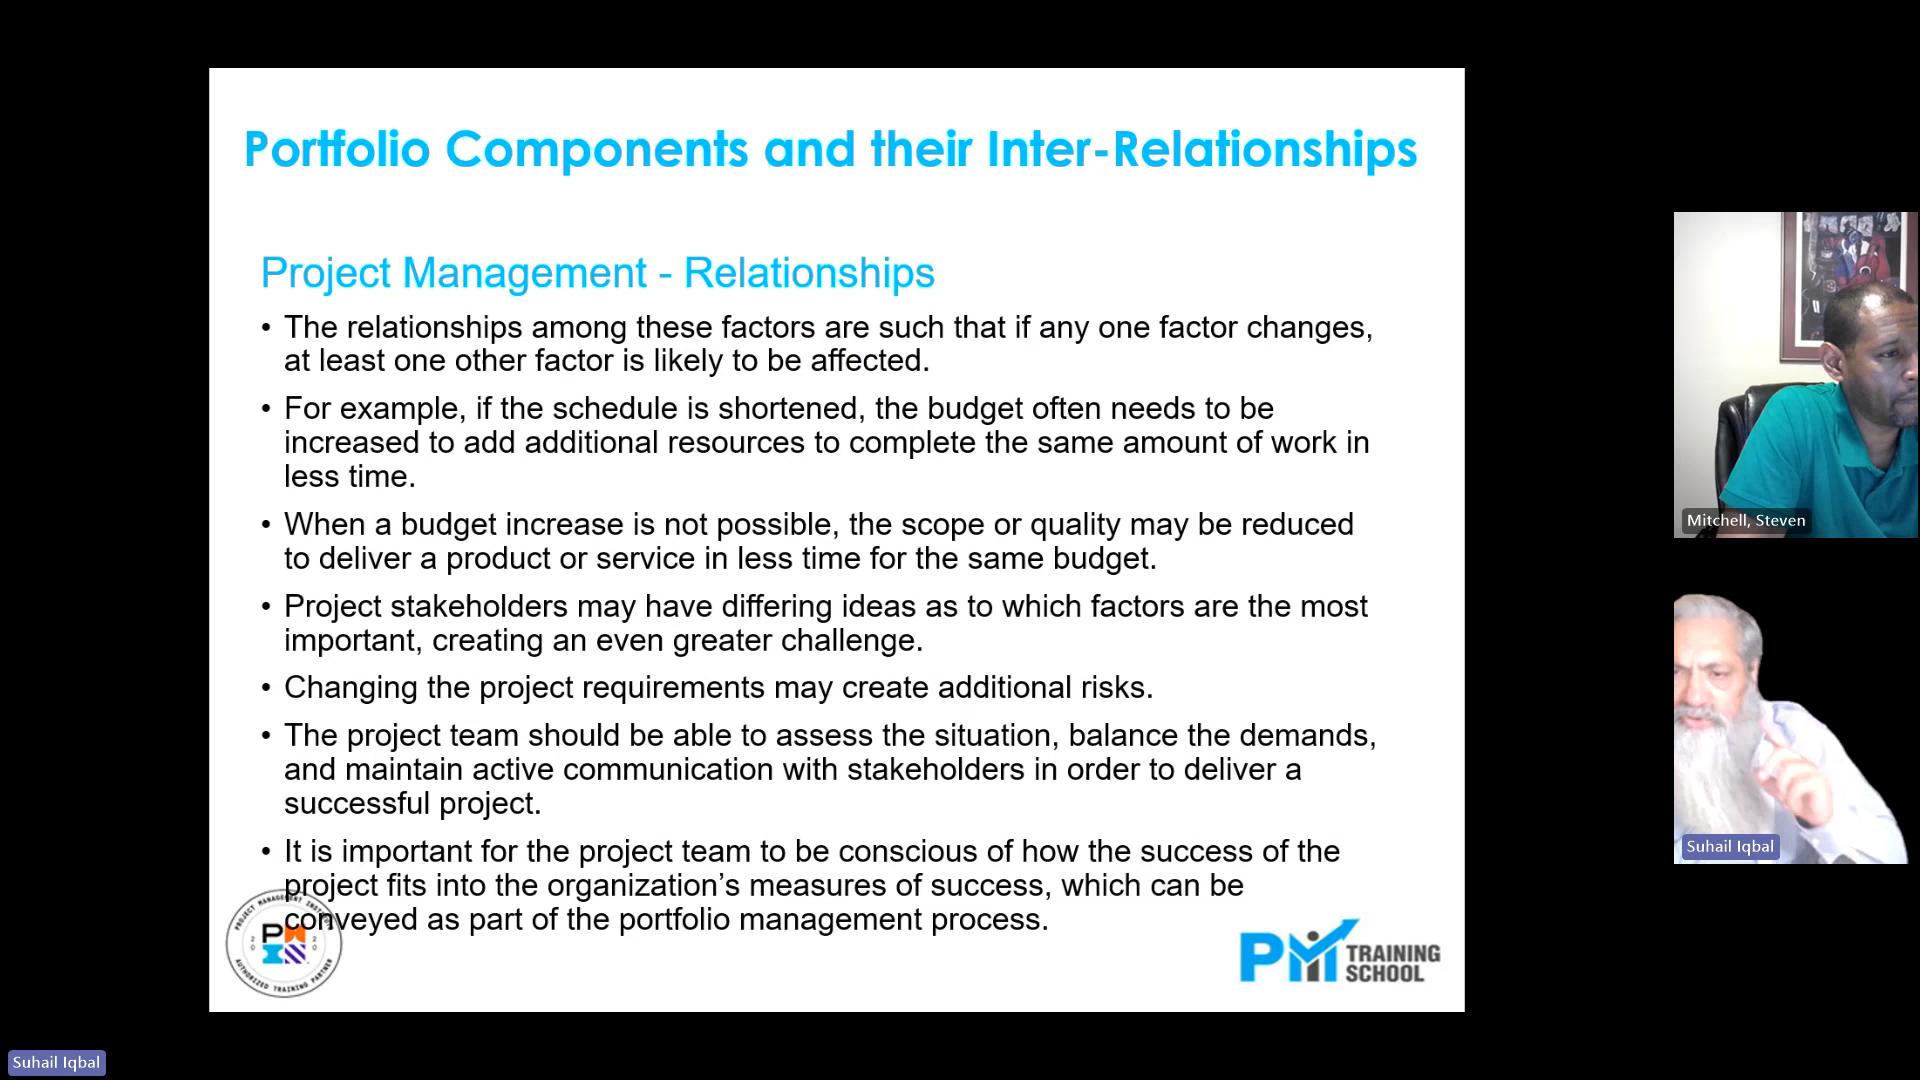 Portfolio Components and their Inter-Relationships
Project Management - Relationships
• The relationships among these factors are such that if any one factor changes,
at least one other factor is likely to be affected.
• For example, if the schedule is shortened, the budget often needs to be
increased to add additional resources to complete the same amount of work in
less time.
• When a budget increase is not possible, the scope or quality may be reduced
to deliver a product or service in less time for the same budget.
• Project stakeholders may have differing ideas as to which factors are the most
important, creating an even greater challenge.
• Changing the project requirements may create additional risks.
• The project team should be able to assess the situation, balance the demands,
and maintain active communication with stakeholders in order to deliver a
successful project.
• It is important for the project team to be conscious of how the success of the
project fits into the organization's measures of success, which can be
conveyed as part of the portfolio management process.
PROJECT MANAGEMENT INSTITUTE
20 20
AUTHORIZED TRAINING PARTNER
PM TRAINING
SCHOOL
Mitchell, Steven
Suhail Iqbal
Suhail Iqbal